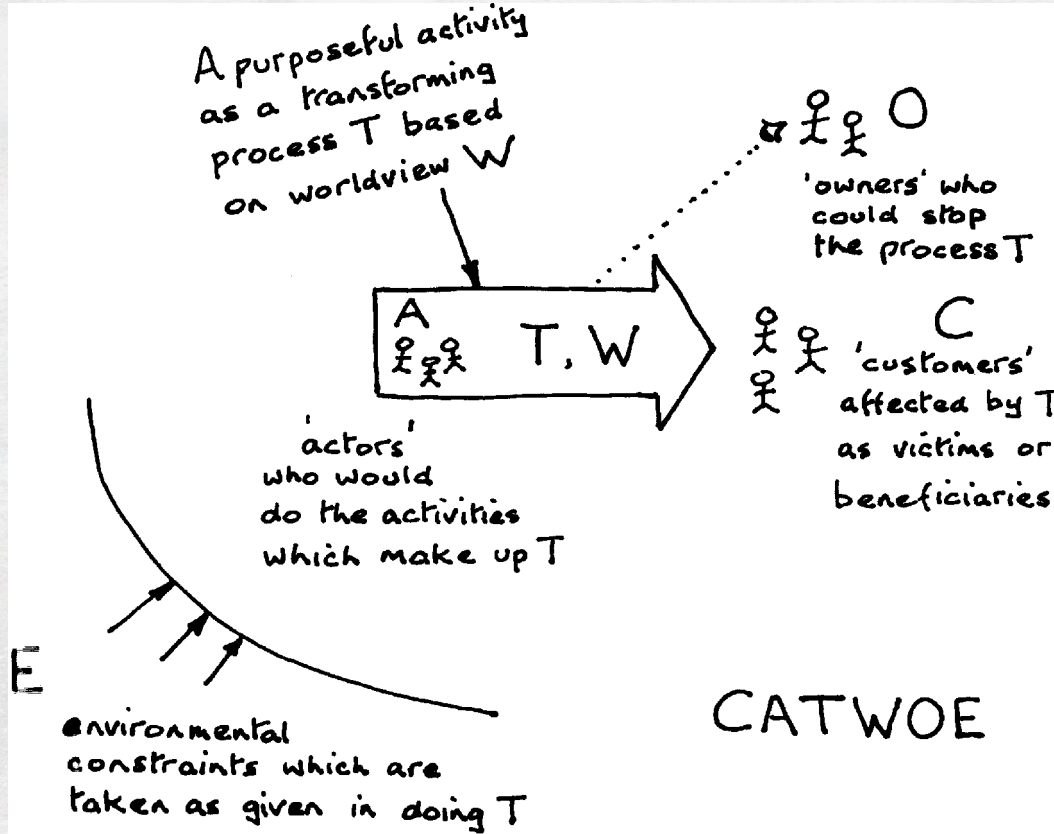 A purposeful activity
as a transforming
process T based
on worldview W
O
'owners' who
could stop
the process T
A
T, W
C
'customers'
affected by T
as victims or
beneficiaries
'actors'
who would
do the activities
which make up T
E
environmental
constraints which are
taken as given in doing T
CATWOE